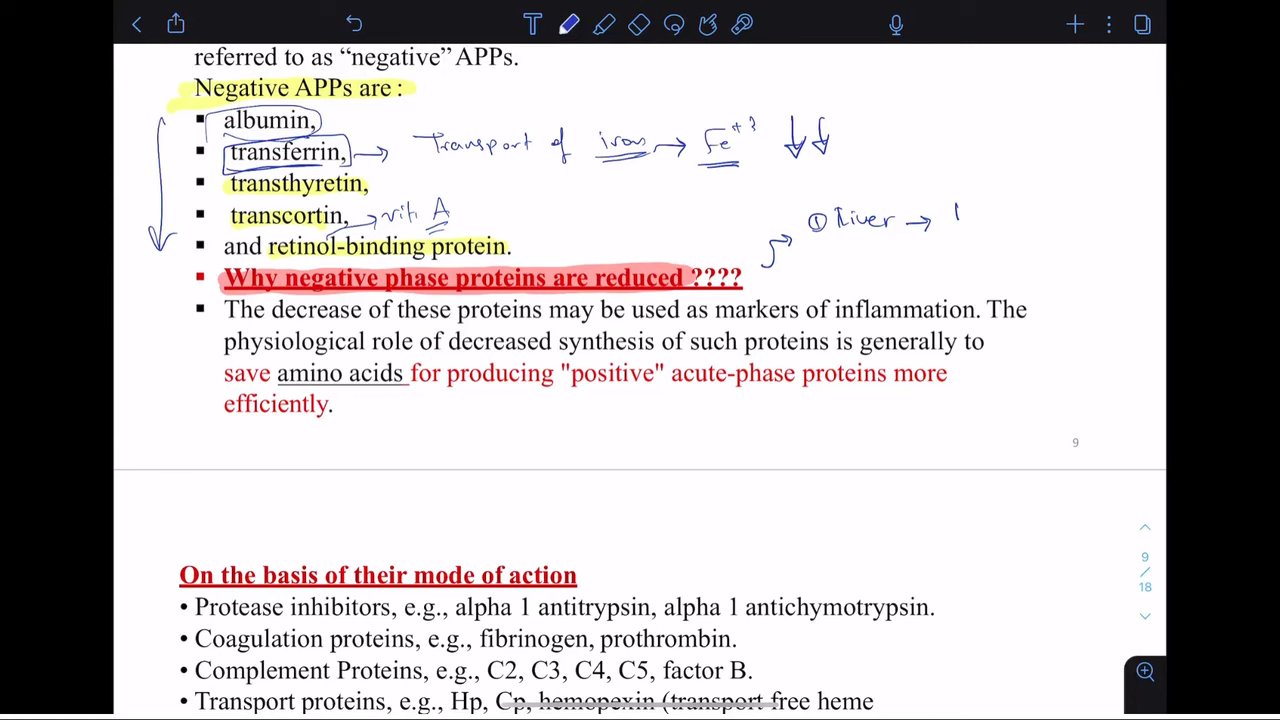 referred to as “negative” APPs.
Negative APPs are :
▪ albumin,
▪ transferrin, → Transport of iron → Fe+3 ↓↓
▪ transthyretin,
▪ transcortin, → vit. A
① Liver →
▪ and retinol-binding protein.
▪ Why negative phase proteins are reduced ????
▪ The decrease of these proteins may be used as markers of inflammation. The
physiological role of decreased synthesis of such proteins is generally to
save amino acids for producing "positive" acute-phase proteins more
efficiently.
9
On the basis of their mode of action
• Protease inhibitors, e.g., alpha 1 antitrypsin, alpha 1 antichymotrypsin.
• Coagulation proteins, e.g., fibrinogen, prothrombin.
• Complement Proteins, e.g., C2, C3, C4, C5, factor B.
• Transport proteins, e.g., Hp, Cp, hemopexin (transport free heme
9
/
18